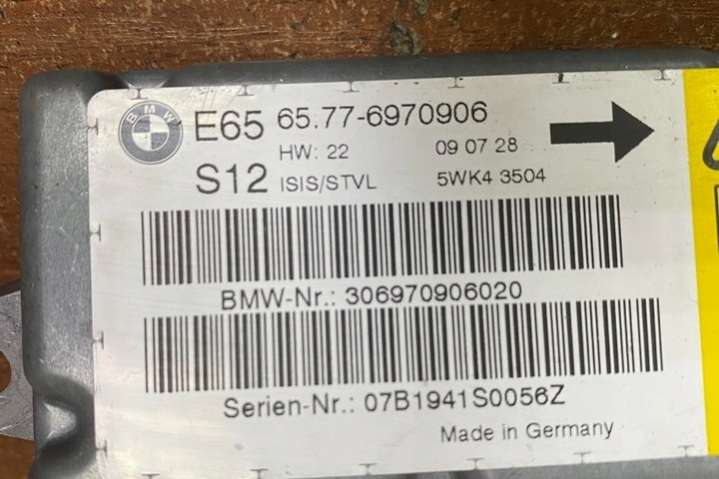 BMW
E65 65.77-6970906
HW: 22 09 07 28
S12 ISIS/STVL 5WK4 3504
BMW-Nr.: 306970906020
Serien-Nr.: 07B1941S0056Z
Made in Germany